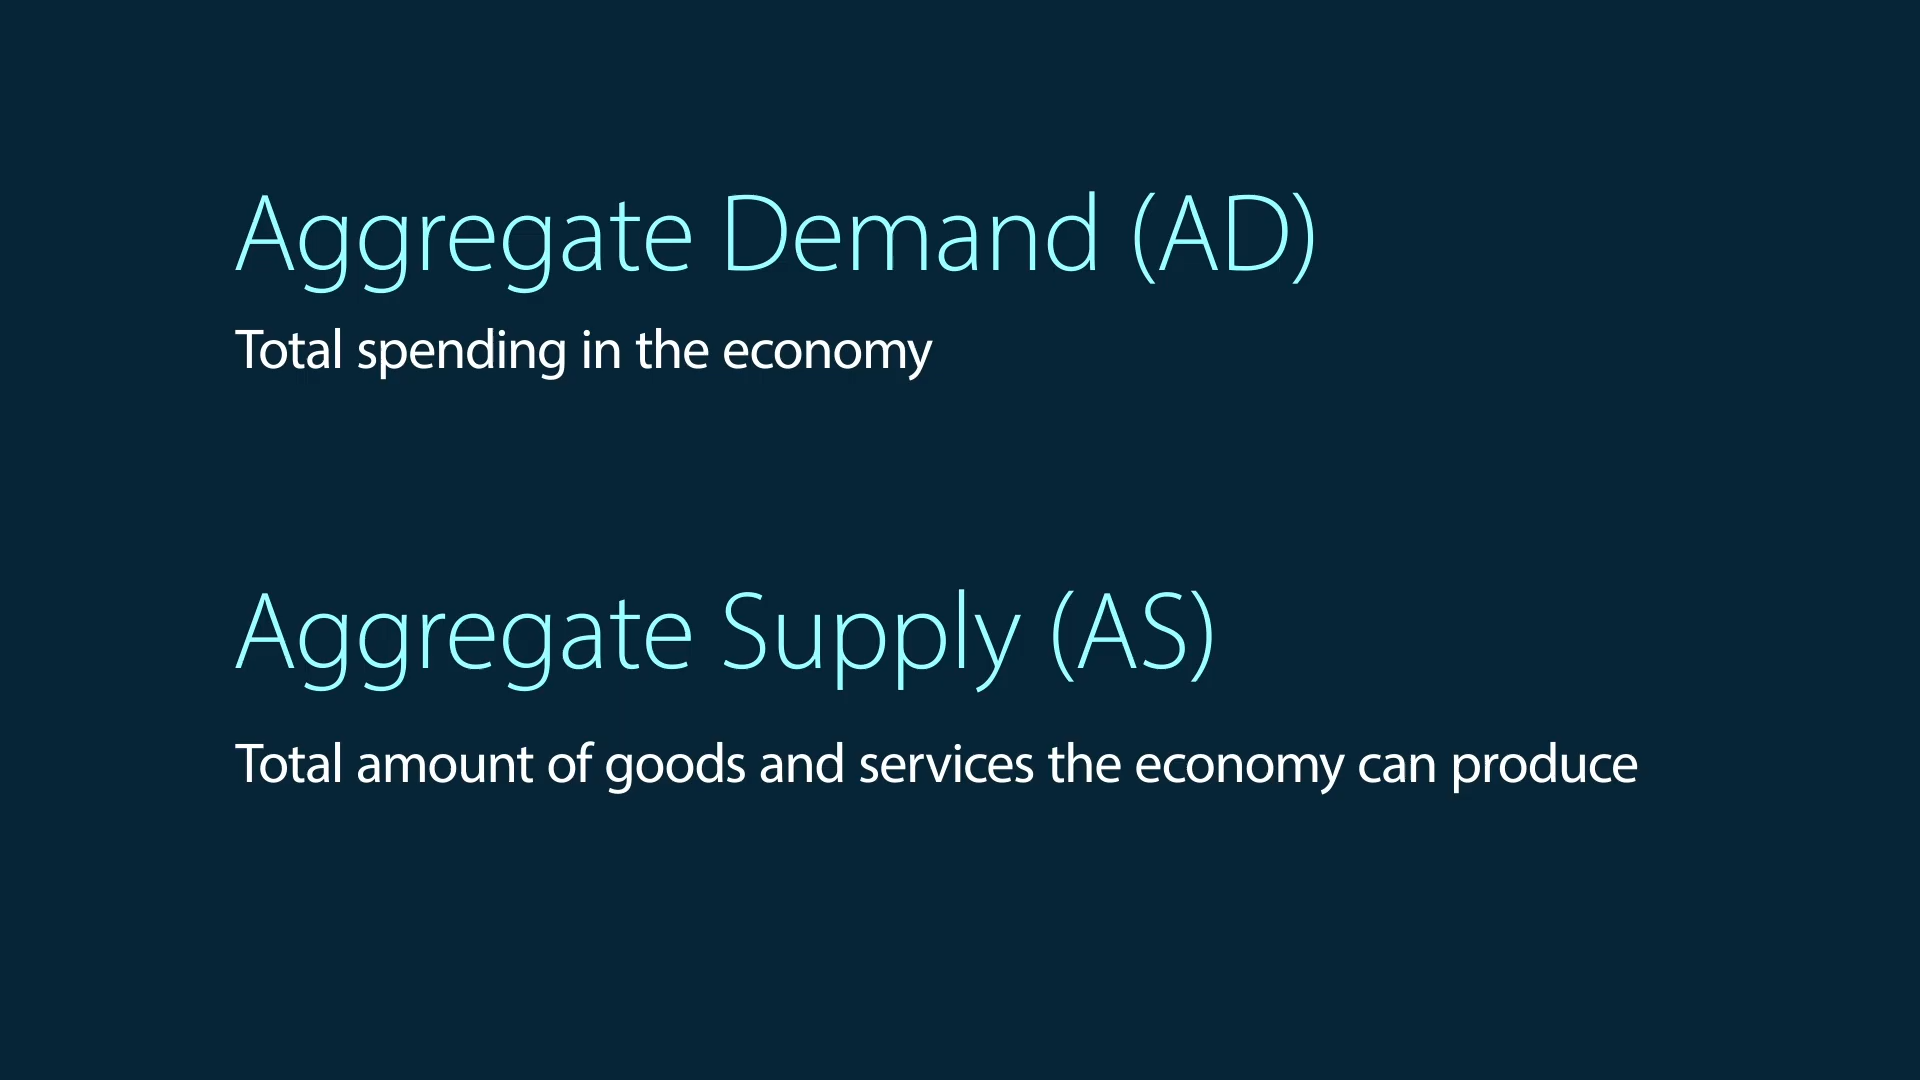 Aggregate Demand (AD)
Total spending in the economy
Aggregate Supply (AS)
Total amount of goods and services the economy can produce